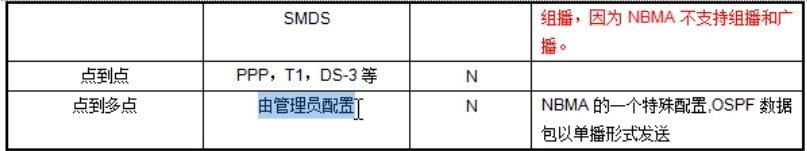 SMDS
组播，因为 NBMA 不支持组播和广
播。
点到点
PPP，T1，DS-3 等
N
点到多点
由管理员配置
N
NBMA 的一个特殊配置,OSPF 数据
包以单播形式发送